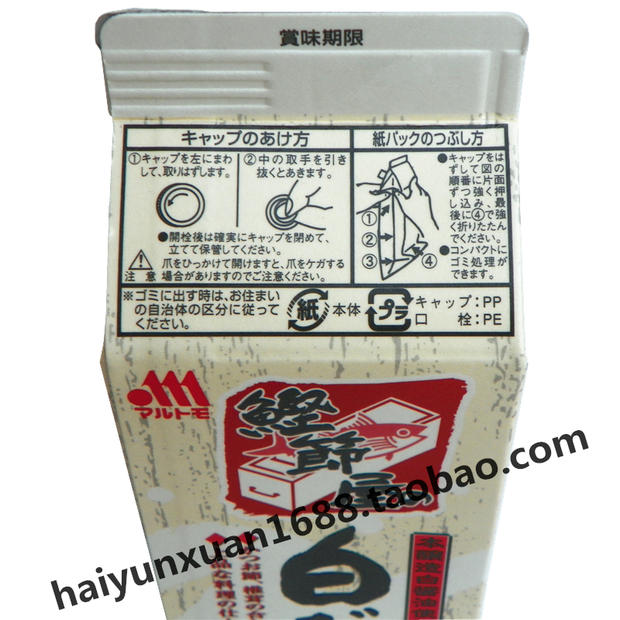 賞味期限
キャップのあけ方
①キャップを左にまわ
して、取りはずします。
②中の取手を引き
抜くとあきます。
●開栓後は確実にキャップを閉めて、
立てて保管してください。
注意
爪をひっかけて開けますと、爪をケガする
場合がありますのでご注意ください。
紙パックのつぶし方
●キャップをは
ずして図の
順番に片面
ずつ強く押
し込み、最
後に④で強
く折りたたん
でください。
●コンパクトに
ゴミ処理が
できます。
①
②
③
④
※ゴミに出す時は、お住まい
の自治体の区分に従って
ください。
紙
本体
プラ
キャップ:PP
口 栓:PE
マルトモ
鰹節屋の
白だ
本醸造白醤油使
haiyunxuan1688.taobao.com